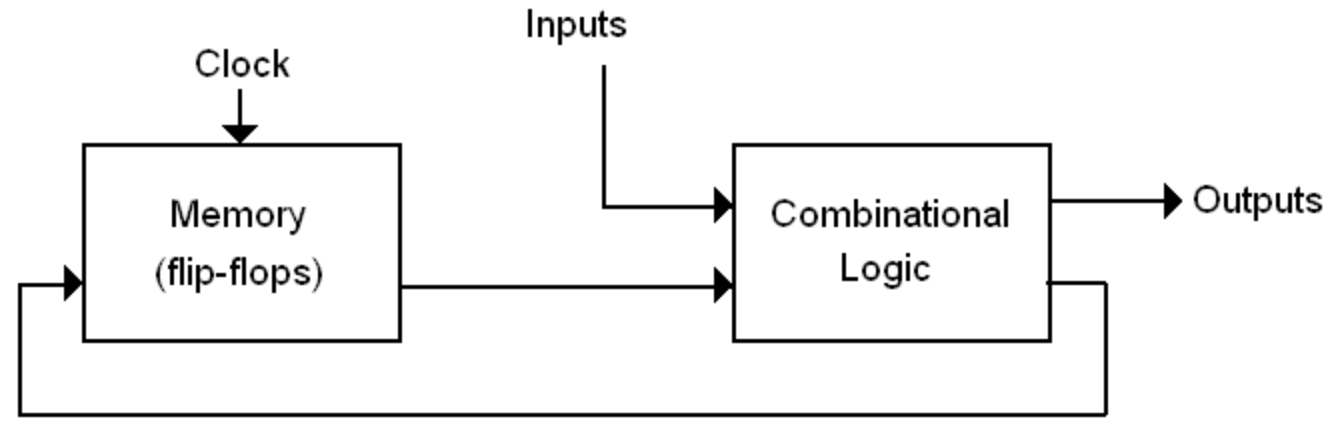 Inputs
Clock
Memory
(flip-flops)
Combinational
Logic
Outputs